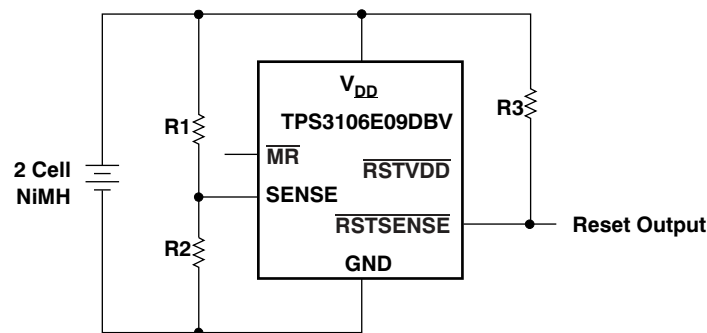 V_DD
TPS3106E09DBV
R3
R1
MR
RSTVDD
2 Cell
NiMH
SENSE
RSTSENSE
Reset Output
R2
GND